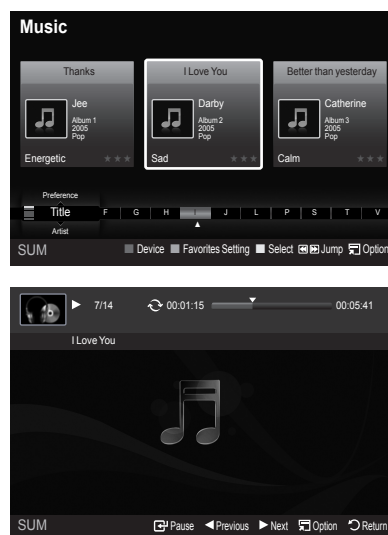 Music
Thanks
Jee
Album 1
2005
Pop
Energetic
I Love You
Darby
Album 2
2005
Pop
Sad
Better than yesterday
Catherine
Album 3
2005
Pop
Calm
Preference
Title F G H I J L P S T V
Artist
SUM Device Favorites Setting Select Jump Option
7/14 00:01:15 00:05:41
I Love You
SUM Pause Previous Next Option Return